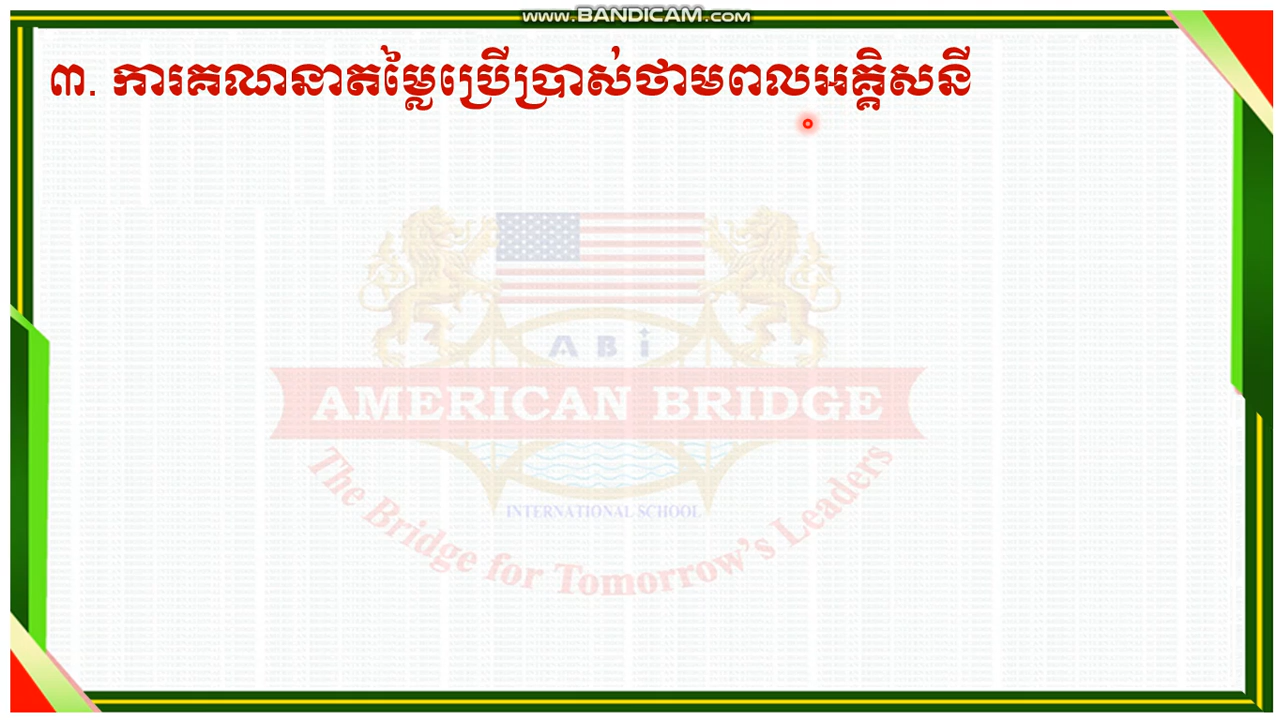 www.BANDICAM.com
៣. ការគណនាតម្លៃប្រើប្រាស់ថាមពលអគ្គិសនី
A B i
AMERICAN BRIDGE
INTERNATIONAL SCHOOL
The Bridge for Tomorrow's Leaders